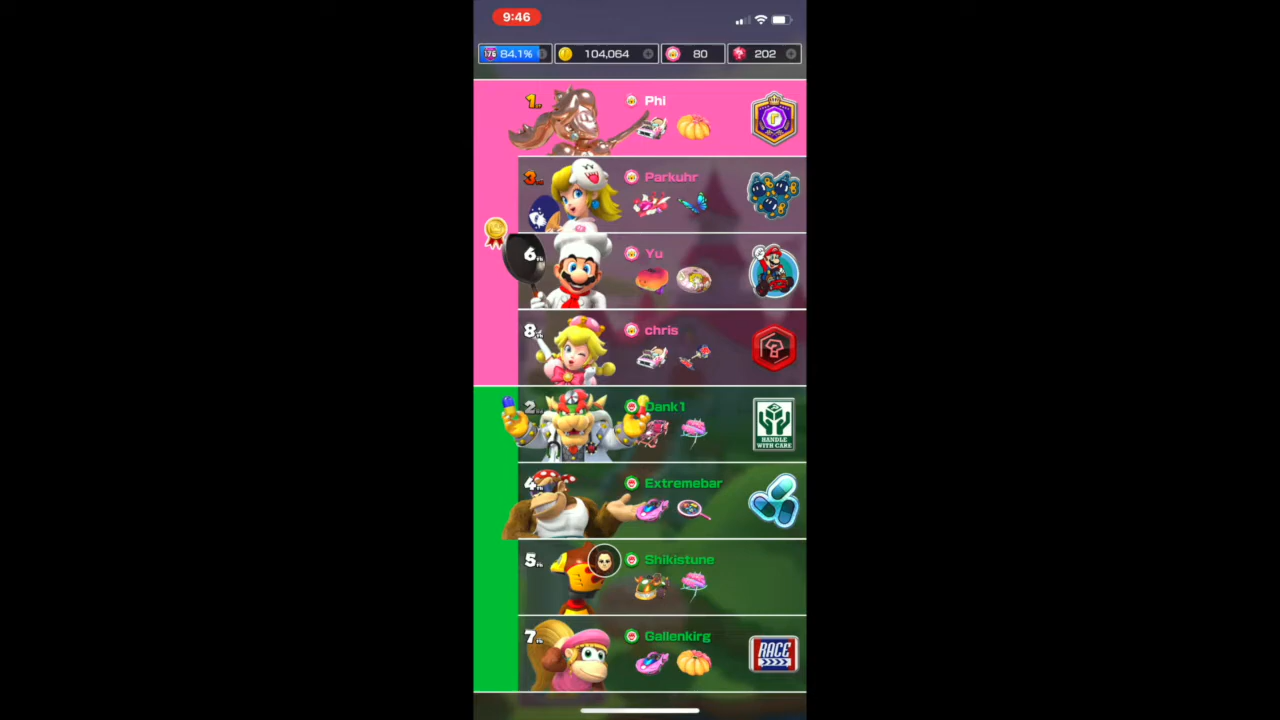 9:46
176 84.1% 104,064 80 202
1ST Phi
3RD Parkuhr
6TH Yu
8TH chris
2ND Dank1
HANDLE
WITH CARE
4TH Extremebar
5TH Shikistune
7TH Gallenkirg
RACE